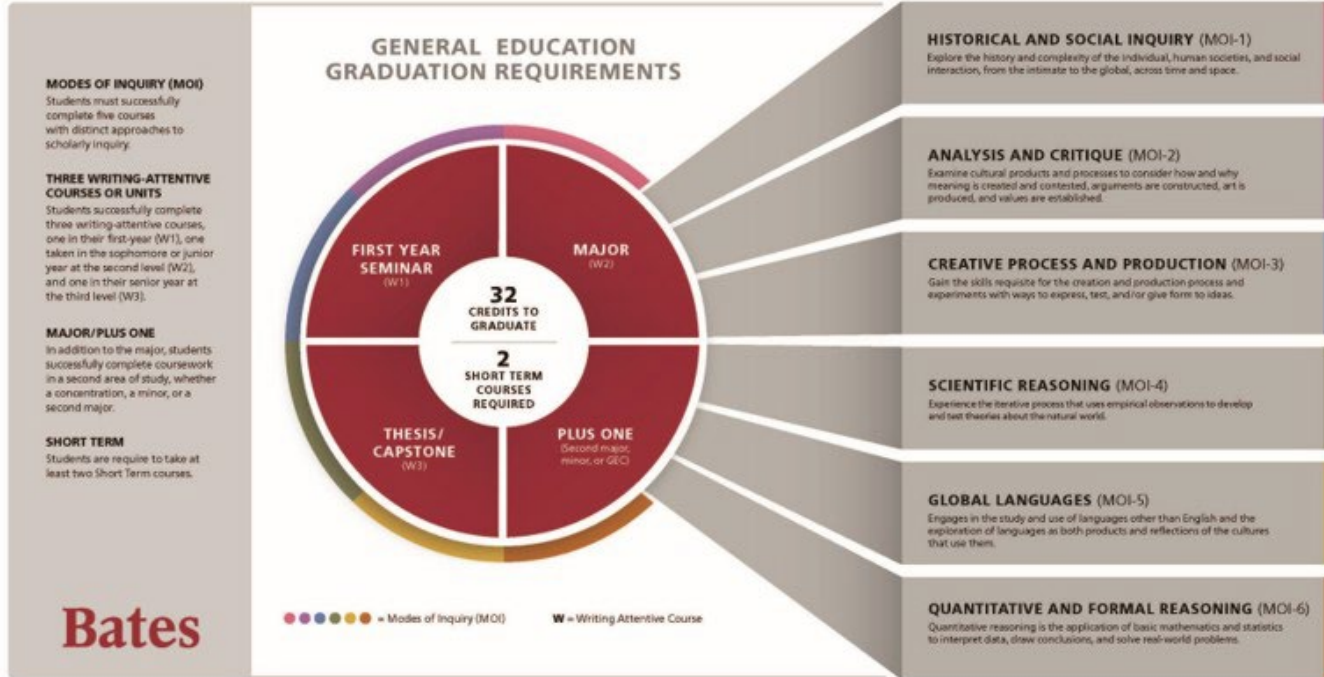 GENERAL EDUCATION
GRADUATION REQUIREMENTS
MODES OF INQUIRY (MOI)
Students must successfully
complete five courses
with distinct approaches to
scholarly inquiry.
THREE WRITING-ATTENTIVE
COURSES OR UNITS
Students successfully complete
three writing-attentive courses,
one in their first-year (W1), one
taken in the sophomore or junior
year at the second level (W2),
and one in their senior year at
the third level (W3).
MAJOR/PLUS ONE
In addition to the major, students
successfully complete coursework
in a second area of study, whether
a concentration, a minor, or a
second major.
SHORT TERM
Students are require to take at
least two Short Term courses.
Bates
FIRST YEAR
SEMINAR
(W1)
MAJOR
(W2)
32
CREDITS TO
GRADUATE
2
SHORT TERM
COURSES
REQUIRED
THESIS/
CAPSTONE
(W3)
PLUS ONE
(Second major,
minor, or GEC)
= Modes of Inquiry (MOI)
W = Writing Attentive Course
HISTORICAL AND SOCIAL INQUIRY (MOI-1)
Explore the history and complexity of the individual, human societies, and social
interaction, from the intimate to the global, across time and space.
ANALYSIS AND CRITIQUE (MOI-2)
Examine cultural products and processes to consider how and why
meaning is created and contested, arguments are constructed, art is
produced, and values are established.
CREATIVE PROCESS AND PRODUCTION (MOI-3)
Gain the skills requisite for the creation and production process and
experiments with ways to express, test, and/or give form to ideas.
SCIENTIFIC REASONING (MOI-4)
Experience the iterative process that uses empirical observations to develop
and test theories about the natural world.
GLOBAL LANGUAGES (MOI-5)
Engages in the study and use of languages other than English and the
exploration of languages as both products and reflections of the cultures
that use them.
QUANTITATIVE AND FORMAL REASONING (MOI-6)
Quantitative reasoning is the application of basic mathematics and statistics
to interpret data, draw conclusions, and solve real-world problems.